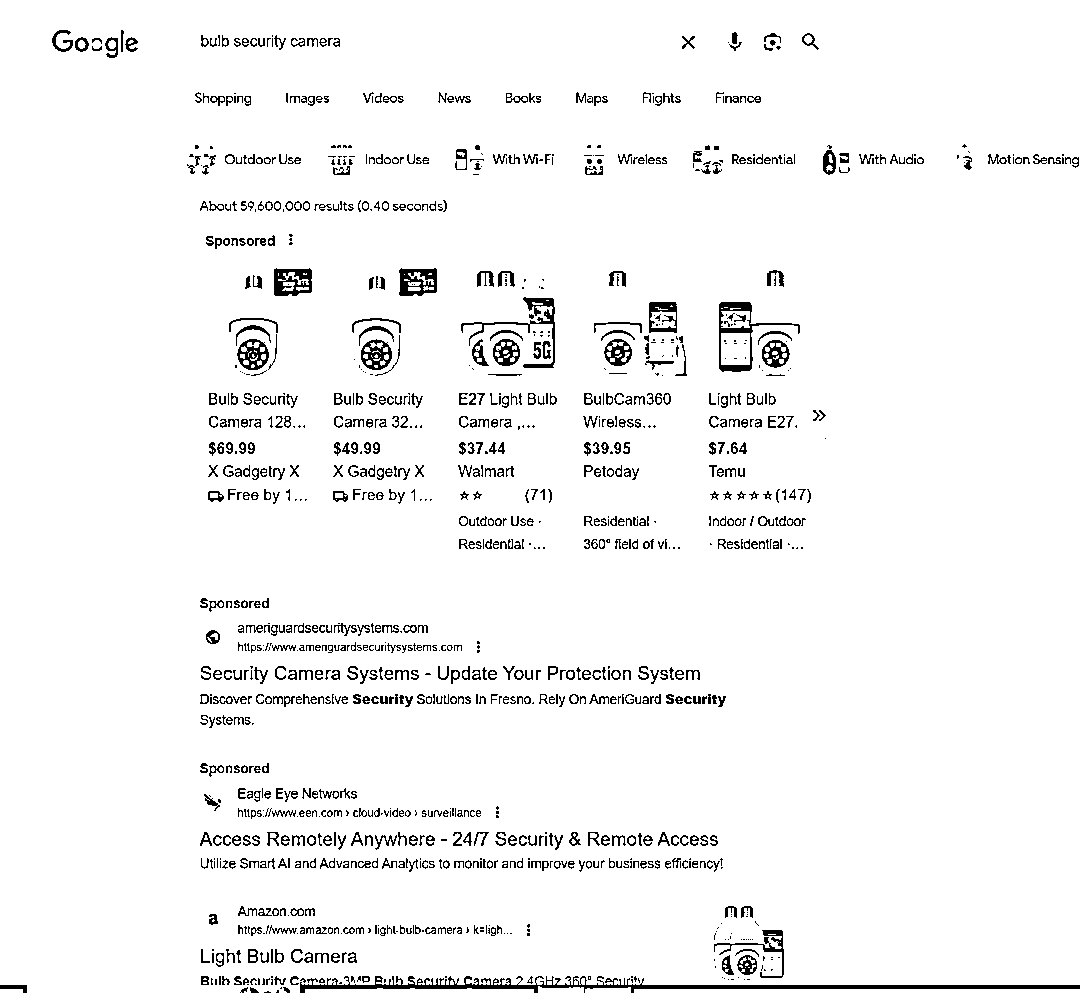 Google
bulb security camera
Shopping Images Videos News Books Maps Flights Finance
Outdoor Use Indoor Use With Wi-Fi Wireless Residential With Audio Motion Sensing
About 59,600,000 results (0.40 seconds)
Sponsored
5G
Bulb Security Bulb Security E27 Light Bulb BulbCam360 Light Bulb
Camera 128... Camera 32... Camera ,... Wireless... Camera E27.
$69.99 $49.99 $37.44 $39.95 $7.64
X Gadgetry X X Gadgetry X Walmart Petoday Temu
Free by 1... Free by 1... (71) (147)
Outdoor Use · Residential · Indoor / Outdoor
Residential ·... 360° field of vi... · Residential ·...
Sponsored
ameriguardsecuritysystems.com
https://www.ameriguardsecuritysystems.com
Security Camera Systems - Update Your Protection System
Discover Comprehensive Security Solutions In Fresno. Rely On AmeriGuard Security
Systems.
Sponsored
Eagle Eye Networks
https://www.een.com › cloud-video › surveillance
Access Remotely Anywhere - 24/7 Security & Remote Access
Utilize Smart AI and Advanced Analytics to monitor and improve your business efficiency!
a Amazon.com
https://www.amazon.com › light-bulb-camera › k=ligh...
Light Bulb Camera
Bulb Security Camera-3MP Bulb Security Camera 2.4GHz 360° Security